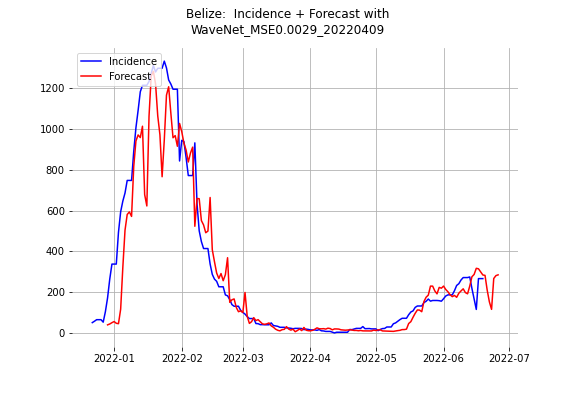 Belize:  Incidence + Forecast with
WaveNet_MSE0.0029_20220409
Incidence
Forecast
1200
1000
800
600
400
200
0
2022-01 2022-02 2022-03 2022-04 2022-05 2022-06 2022-07